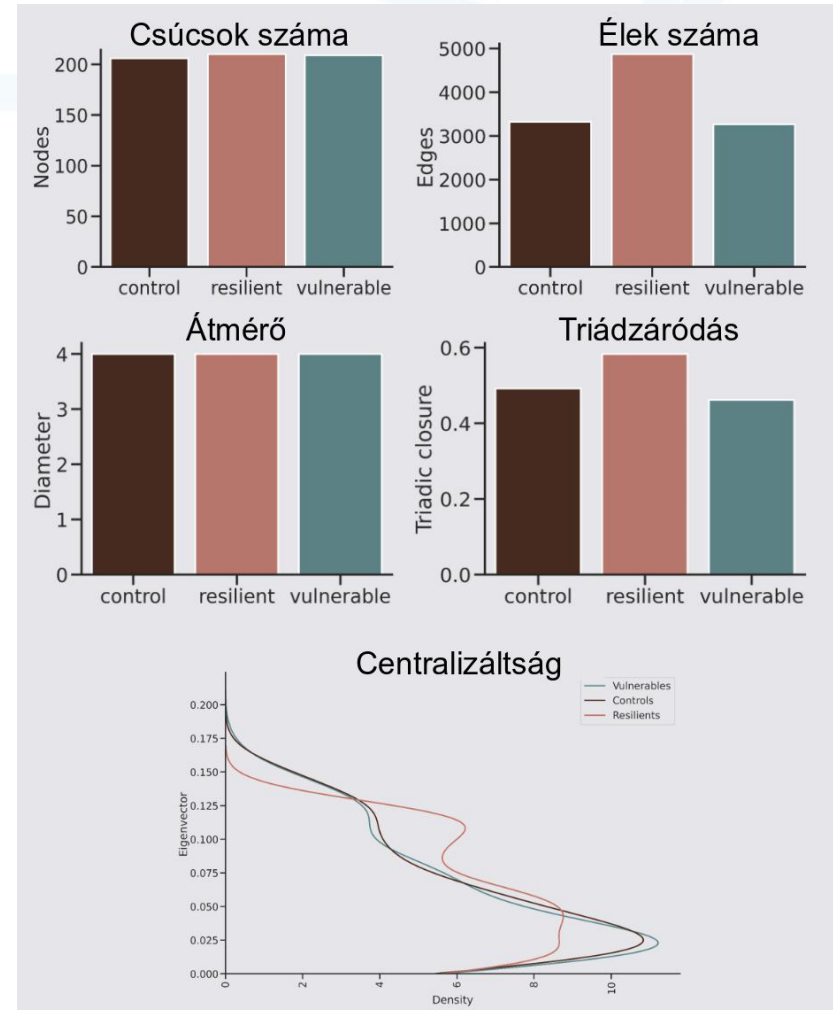 Csúcsok száma
200
150
100
50
0
Nodes
control resilient vulnerable
Élek száma
5000
4000
3000
2000
1000
0
Edges
control resilient vulnerable
Átmérő
4
3
2
1
0
Diameter
control resilient vulnerable
Triádzáródás
0.6
0.4
0.2
0.0
Triadic closure
control resilient vulnerable
Centralizáltság
Vulnerables
Controls
Resilients
0.200
0.175
0.150
0.125
0.100
0.075
0.050
0.025
0.000
Eigenvector
0 2 4 6 8 10
Density